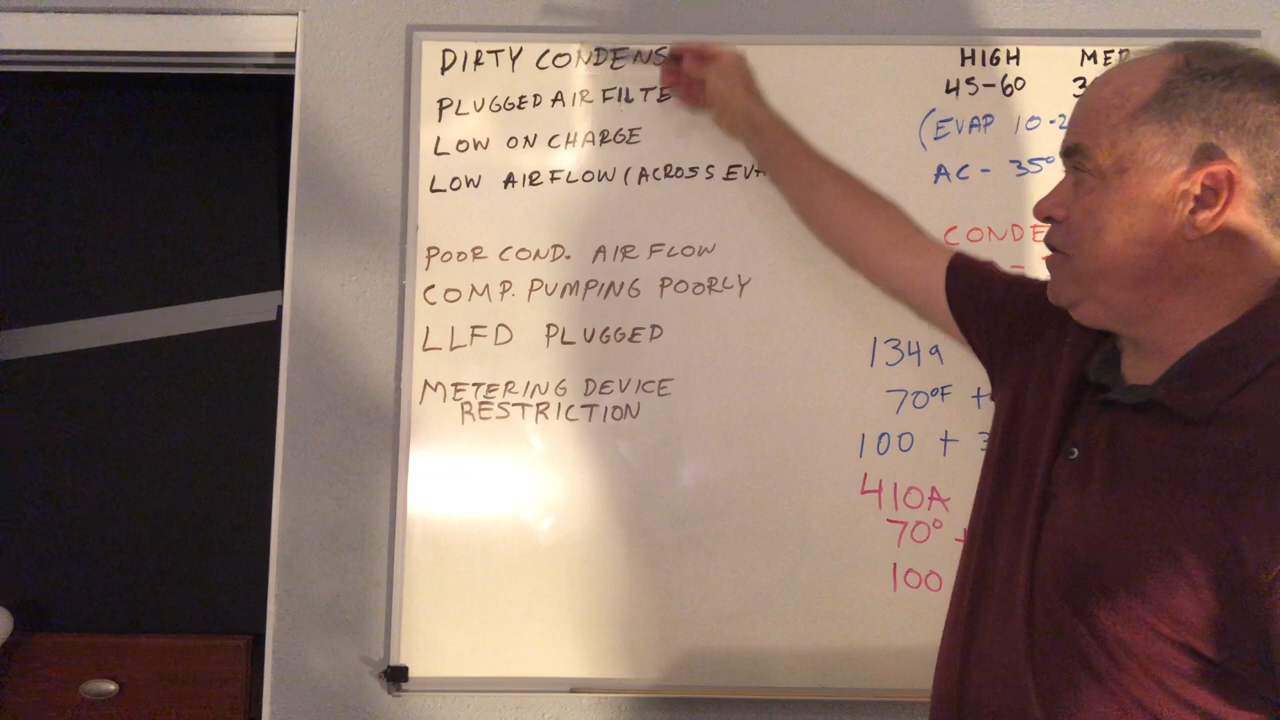 DIRTY CONDENS
PLUGGED AIR FILTE
LOW ON CHARGE
LOW AIRFLOW (ACROSS EVA
POOR COND. AIR FLOW
COMP. PUMPING POORLY
LLFD PLUGGED
METERING DEVICE
RESTRICTION
HIGH MED
45-60 3
(EVAP 10-2
AC - 35°
CONDE
-
134a
70°F +
100 + 3
410A
70° +
100